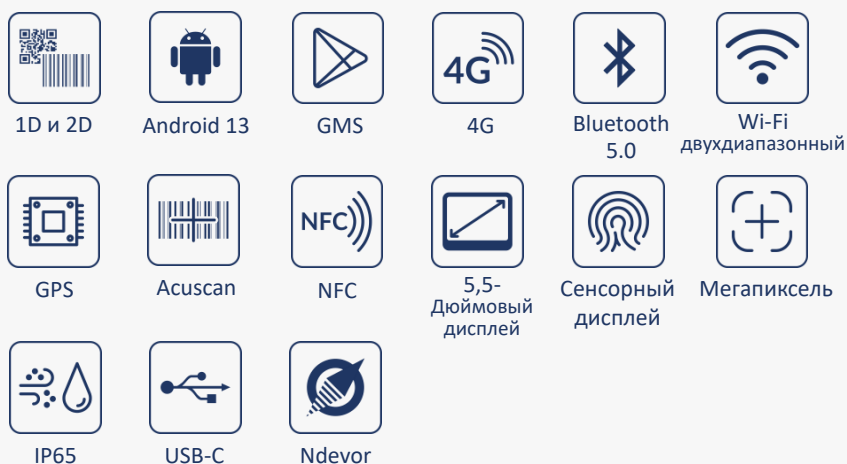 4G
1D и 2D
Android 13
GMS
4G
Bluetooth
5.0
Wi-Fi
двухдиапазонный
NFC
GPS
Acuscan
NFC
5,5-
Дюймовый
дисплей
Сенсорный
дисплей
Мегапиксель
IP65
USB-C
Ndevor